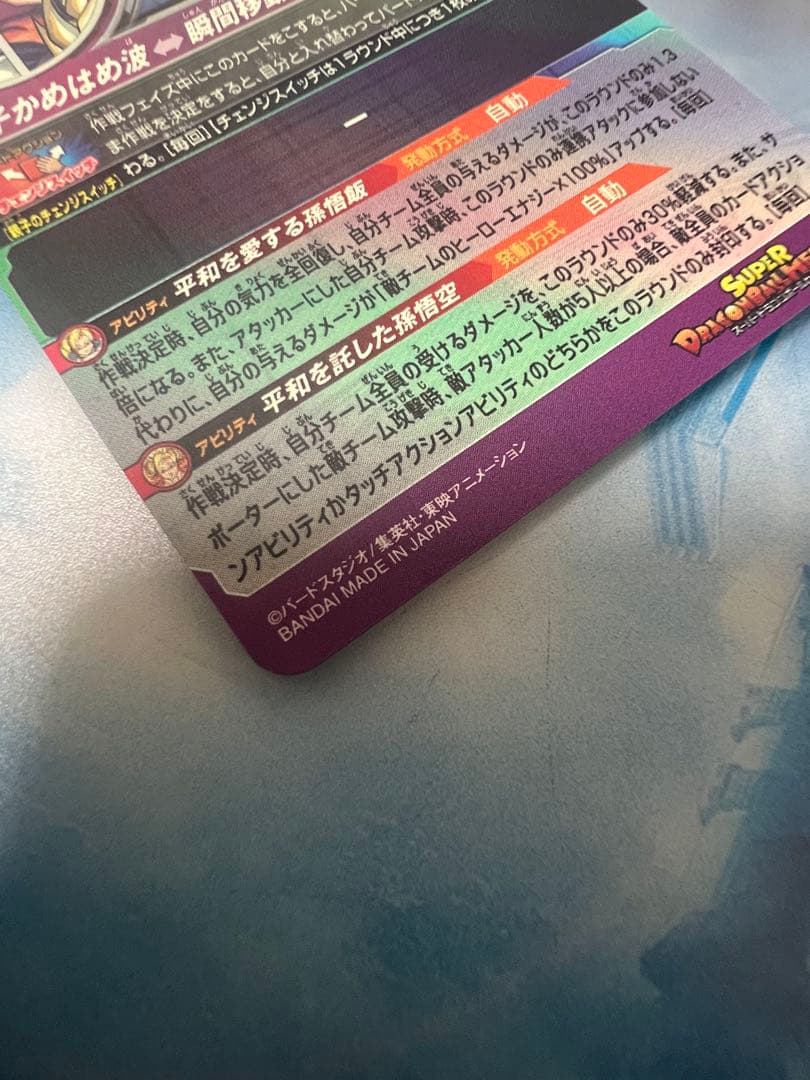 子かめはめ波⇔瞬間移動
作戦フェイズ中にこのカードをこすると、
ま作戦を決定をすると、自分と入れ替わってバート
わる。【毎回】【チェンジスイッチは1ラウンド中につき1枚
チェンジスイッチ
【親子のチェンジスイッチ】
ー
アビリティ 平和を愛する孫悟飯 発動方式 自動
作戦決定時、自分の気力を全回復し、自分チーム全員の与えるダメージが、このラウンドのみ1.3
倍になる。また、アタッカーにした自分チーム攻撃時、このラウンドのみ連携アタックに参加しない
代わりに、自分の与えるダメージが「敵チームのヒーローエナジー×100%」アップする。【毎回】
アビリティ 平和を託した孫悟空 発動方式 自動
作戦決定時、自分チーム全員の受けるダメージを、このラウンドのみ30%軽減する。また、サ
ポーターにした敵チーム攻撃時、敵アタッカー人数が5人以上の場合、敵全員のカードアクショ
ンアビリティかタッチアクションアビリティのどちらかをこのラウンドのみ封印する。【毎回】
SUPER
DRAGONBALL HE
©バードスタジオ/集英社・東映アニメーション
BANDAI MADE IN JAPAN